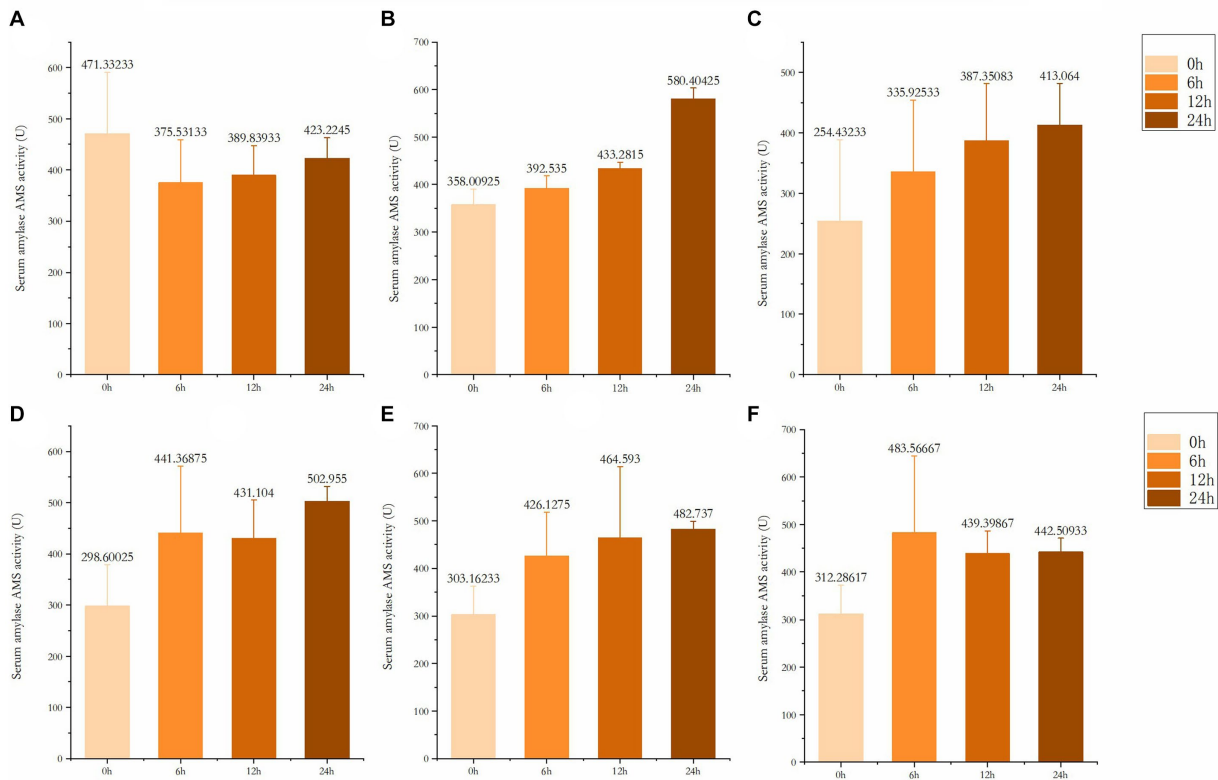 A
Serum amylase AMS activity (U)
600
500
400
300
200
100
0
471.33233
375.53133
389.83933
423.2245
0h
6h
12h
24h
B
Serum amylase AMS activity (U)
700
600
500
400
300
200
100
0
358.00925
392.535
433.2815
580.40425
0h
6h
12h
24h
C
Serum amylase AMS activity (U)
500
400
300
200
100
0
254.43233
335.92533
387.35083
413.064
0h
6h
12h
24h
0h
6h
12h
24h
D
Serum amylase AMS activity (U)
600
500
400
300
200
100
0
298.60025
441.36875
431.104
502.955
0h
6h
12h
24h
E
Serum amylase AMS activity (U)
700
600
500
400
300
200
100
0
303.16233
426.1275
464.593
482.737
0h
6h
12h
24h
F
Serum amylase AMS activity (U)
700
600
500
400
300
200
100
0
312.28617
483.56667
439.39867
442.50933
0h
6h
12h
24h
0h
6h
12h
24h